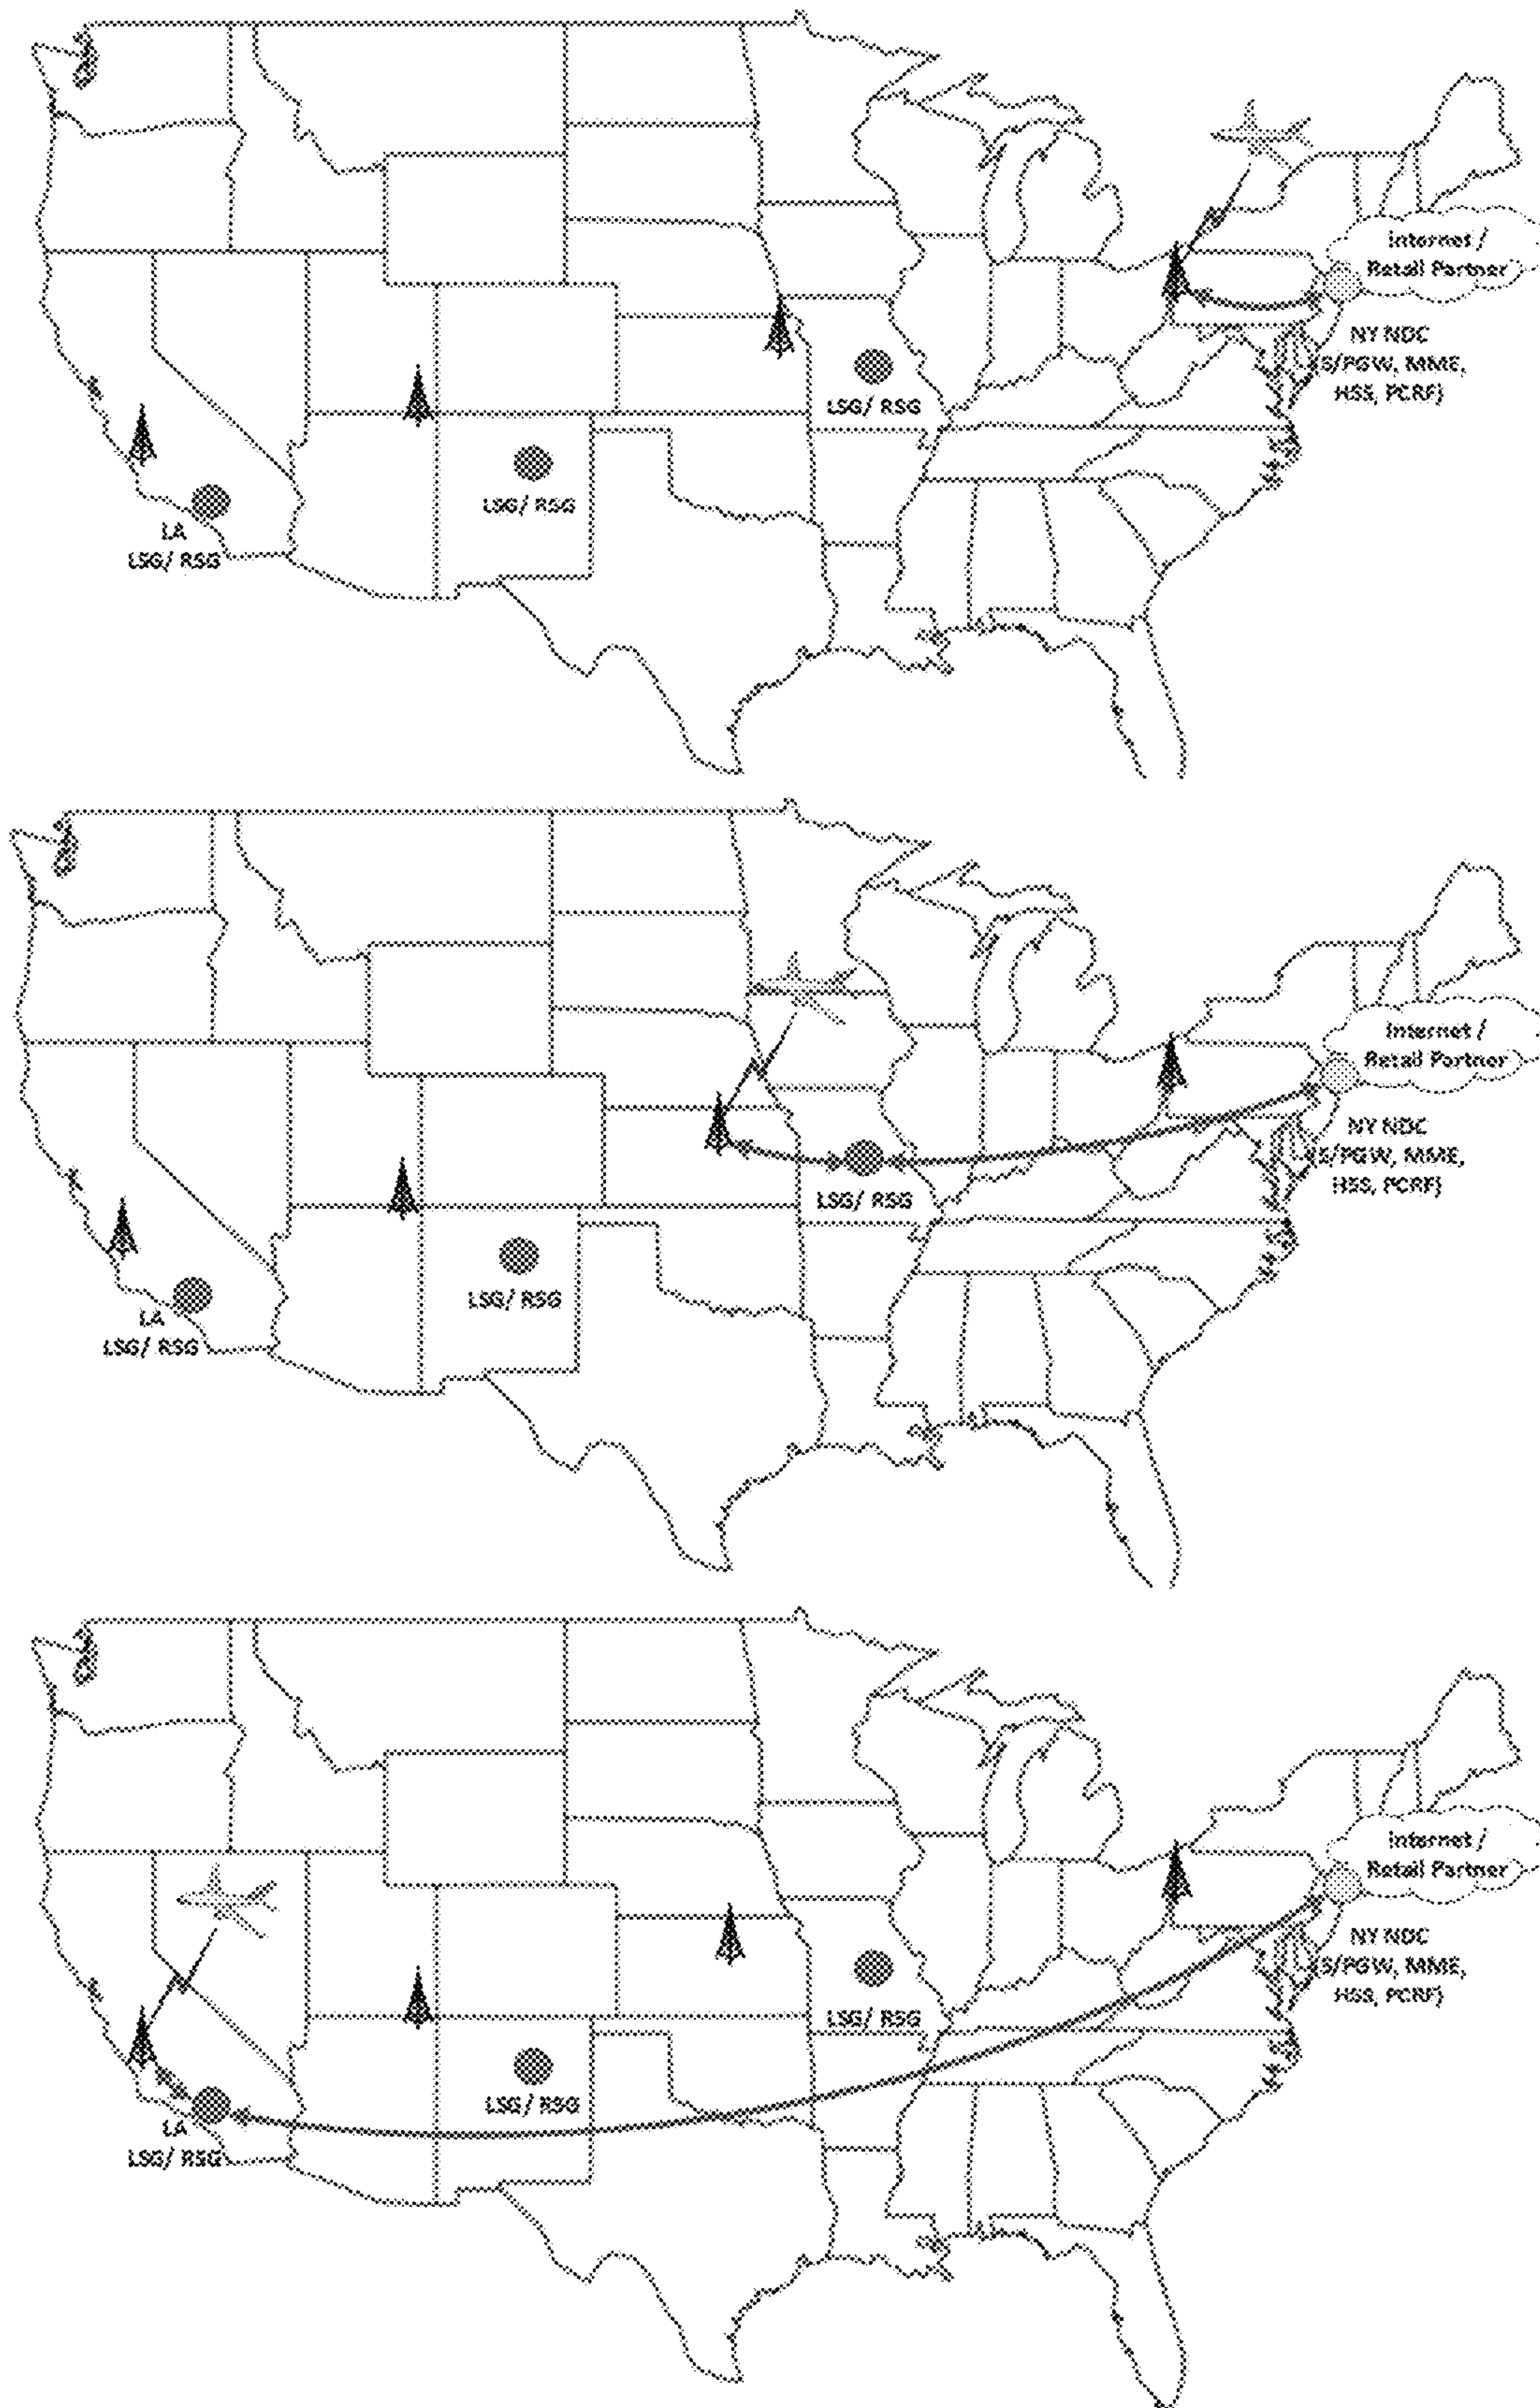 Internet /
Retail Partner
NY NDC
(S/PGW, MME,
HSS, PCRF)
LSG/ RSG
LSG/ RSG
LA
LSG/ RSG
Internet /
Retail Partner
NY NDC
(S/PGW, MME,
HSS, PCRF)
LSG/ RSG
LSG/ RSG
LA
LSG/ RSG
Internet /
Retail Partner
NY NDC
(S/PGW, MME,
HSS, PCRF)
LSG/ RSG
LSG/ RSG
LA
LSG/ RSG